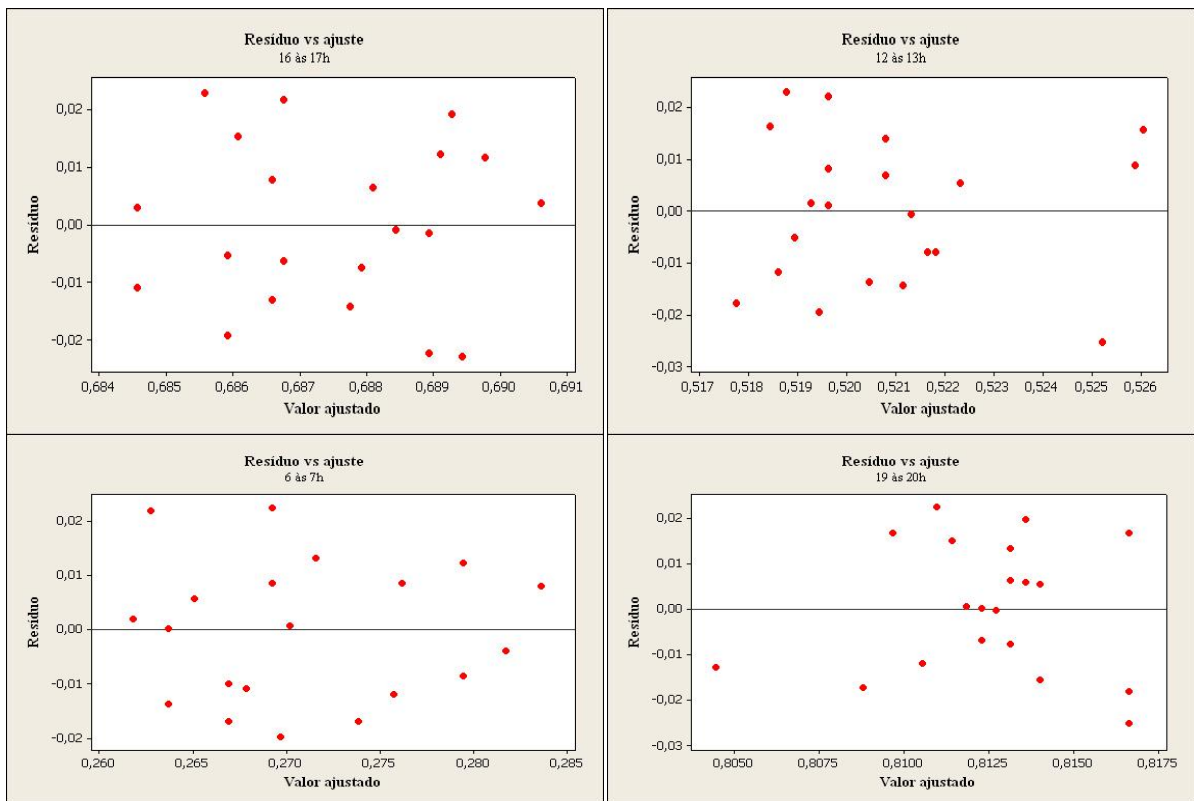 Resíduo vs ajuste
16 às 17h
Resíduo
0,02
0,01
0,00
-0,01
-0,02
0,684 0,685 0,686 0,687 0,688 0,689 0,690 0,691
Valor ajustado
Resíduo vs ajuste
12 às 13h
Resíduo
0,02
0,01
0,00
-0,01
-0,02
-0,03
0,517 0,518 0,519 0,520 0,521 0,522 0,523 0,524 0,525 0,526
Valor ajustado
Resíduo vs ajuste
6 às 7h
Resíduo
0,02
0,01
0,00
-0,01
-0,02
0,260 0,265 0,270 0,275 0,280 0,285
Valor ajustado
Resíduo vs ajuste
19 às 20h
Resíduo
0,02
0,01
0,00
-0,01
-0,02
-0,03
0,8050 0,8075 0,8100 0,8125 0,8150 0,8175
Valor ajustado